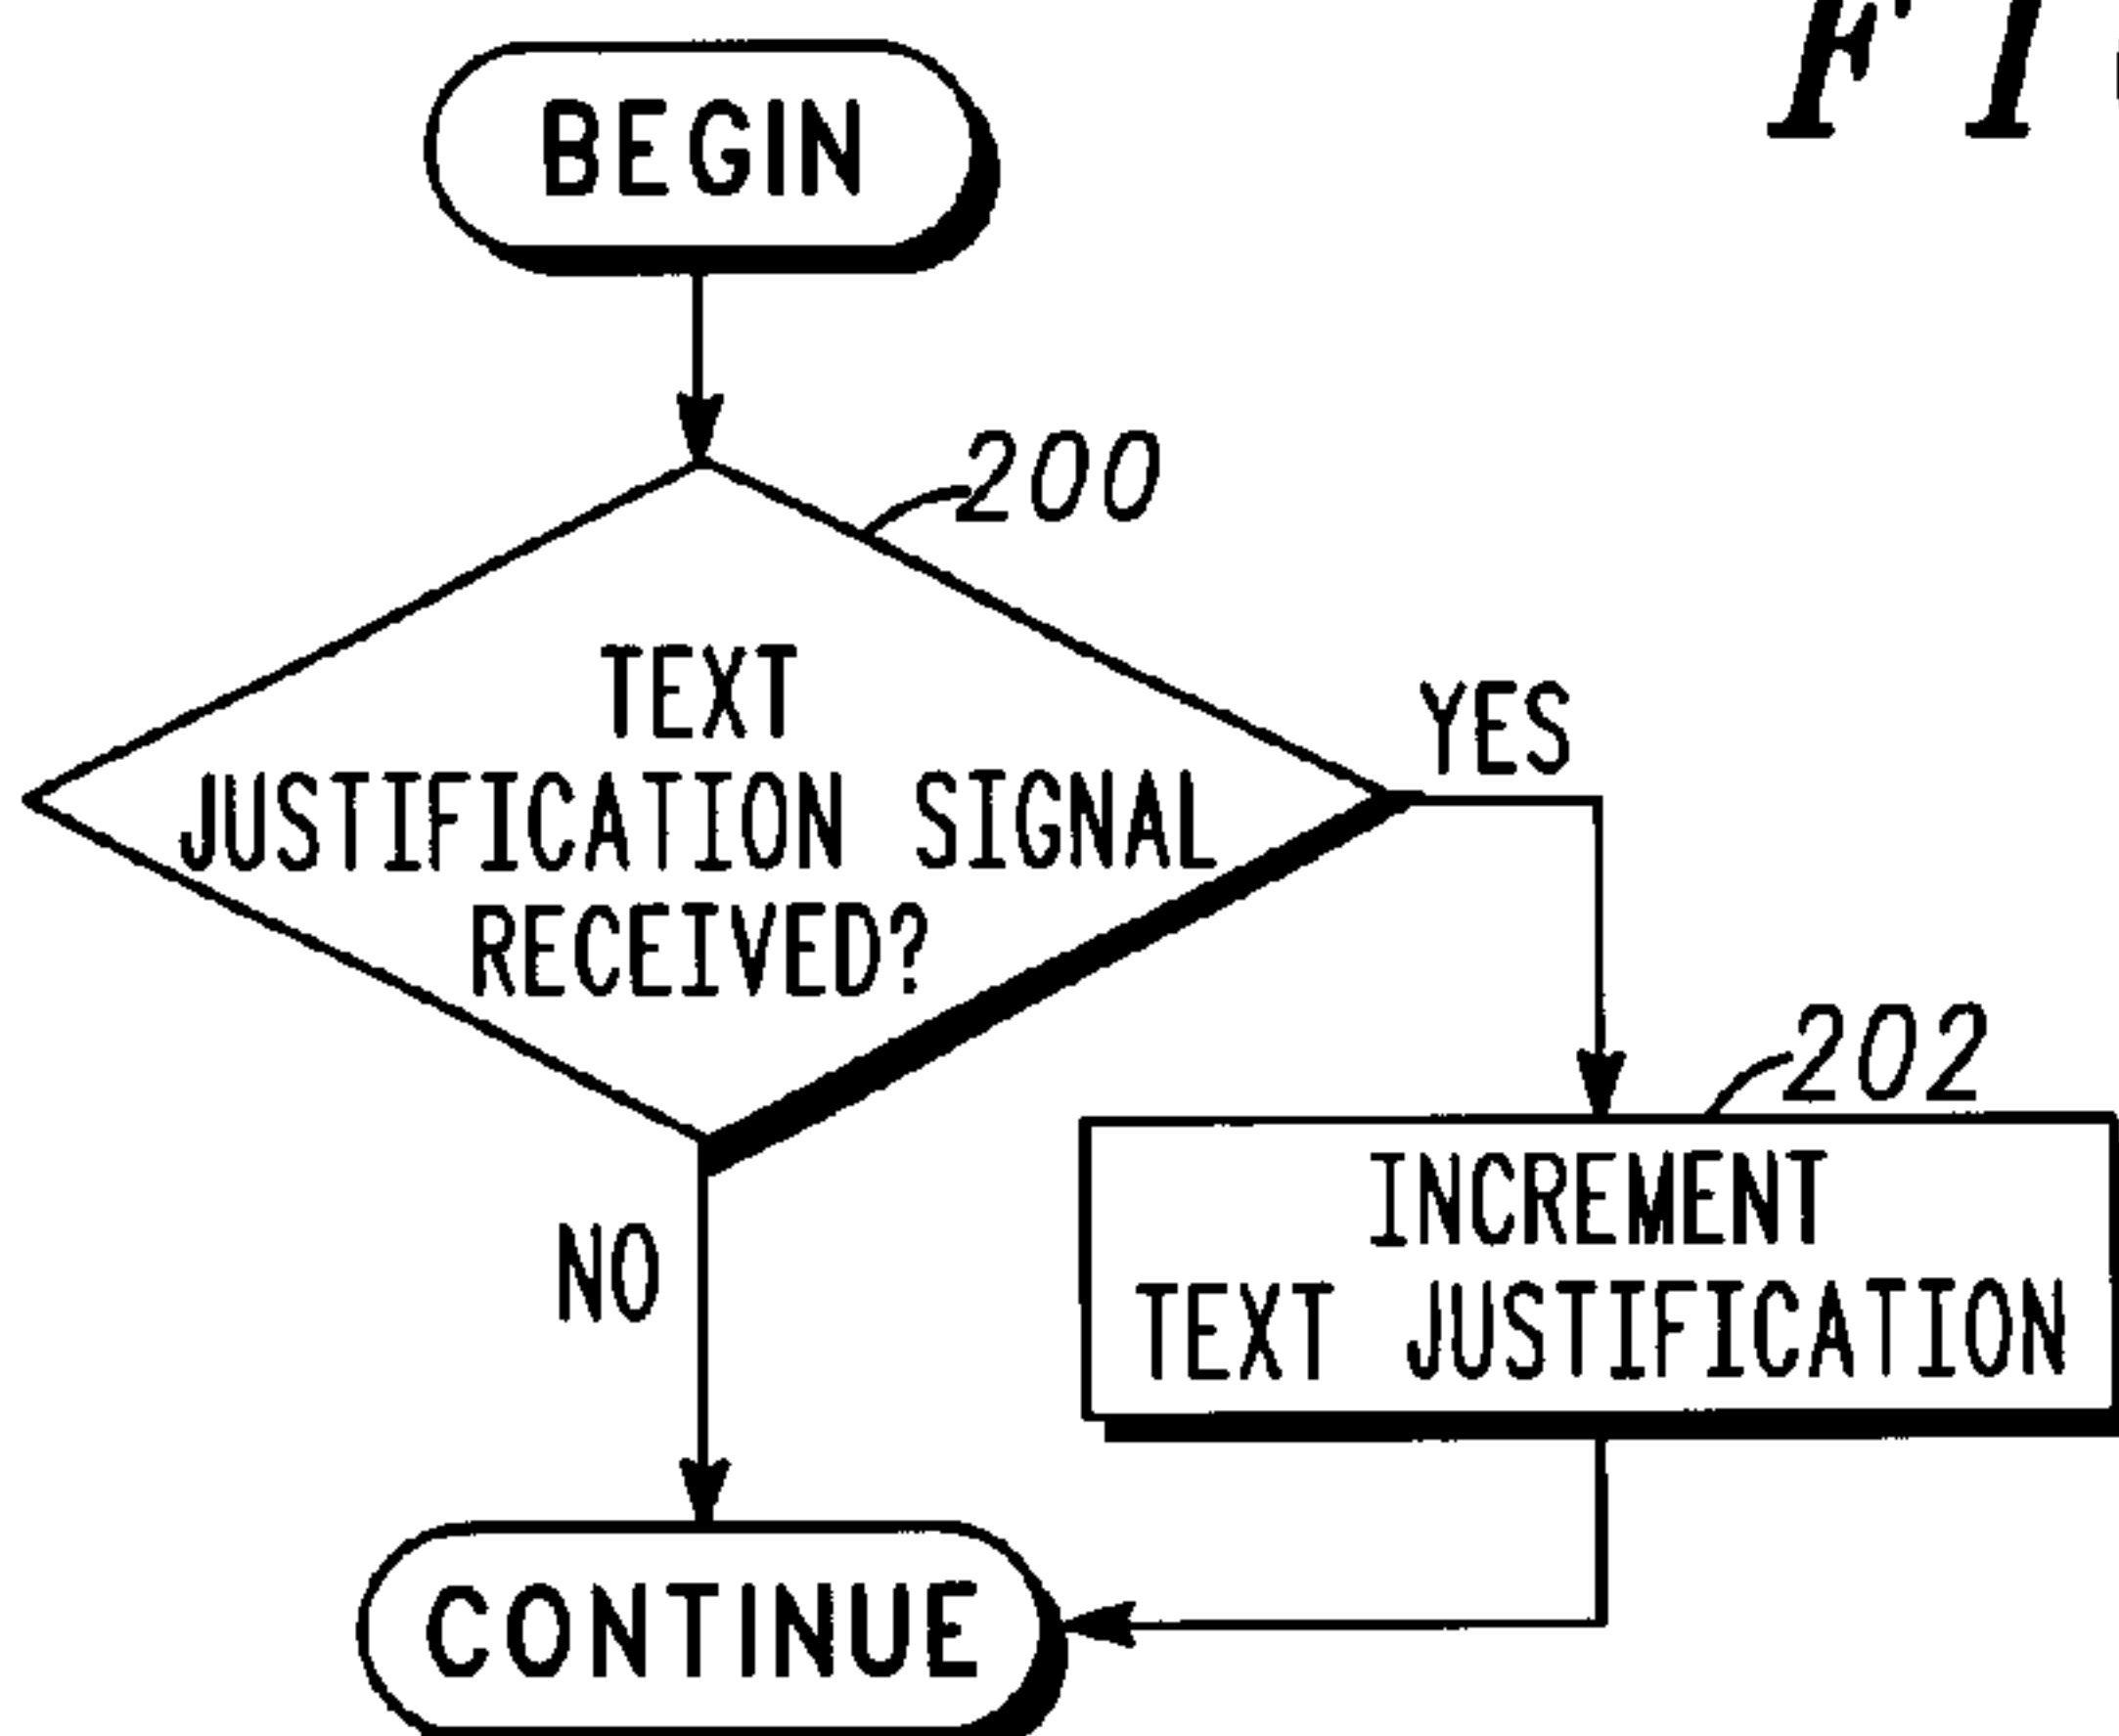 BEGIN
200
TEXT
JUSTIFICATION SIGNAL
RECEIVED?
YES
202
INCREMENT
TEXT JUSTIFICATION
NO
CONTINUE